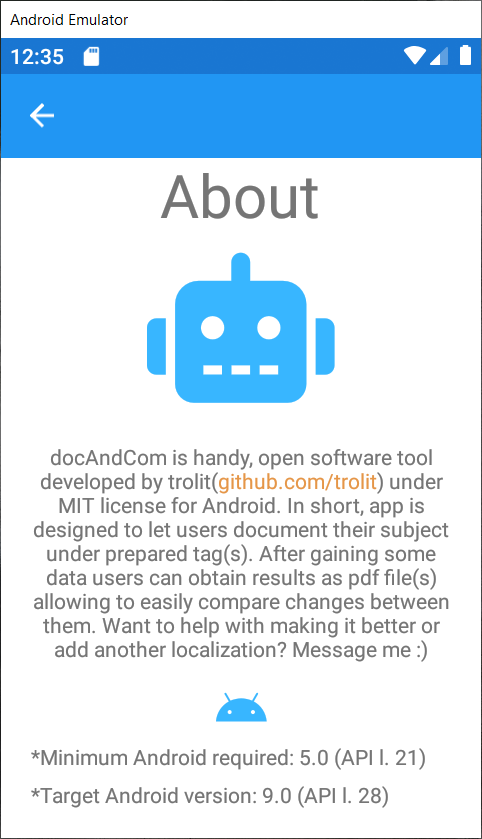 Android Emulator
12:35
About
docAndCom is handy, open software tool
developed by trolit(github.com/trolit) under
MIT license for Android. In short, app is
designed to let users document their subject
under prepared tag(s). After gaining some
data users can obtain results as pdf file(s)
allowing to easily compare changes between
them. Want to help with making it better or
add another localization? Message me :)
*Minimum Android required: 5.0 (API l. 21)
*Target Android version: 9.0 (API l. 28)